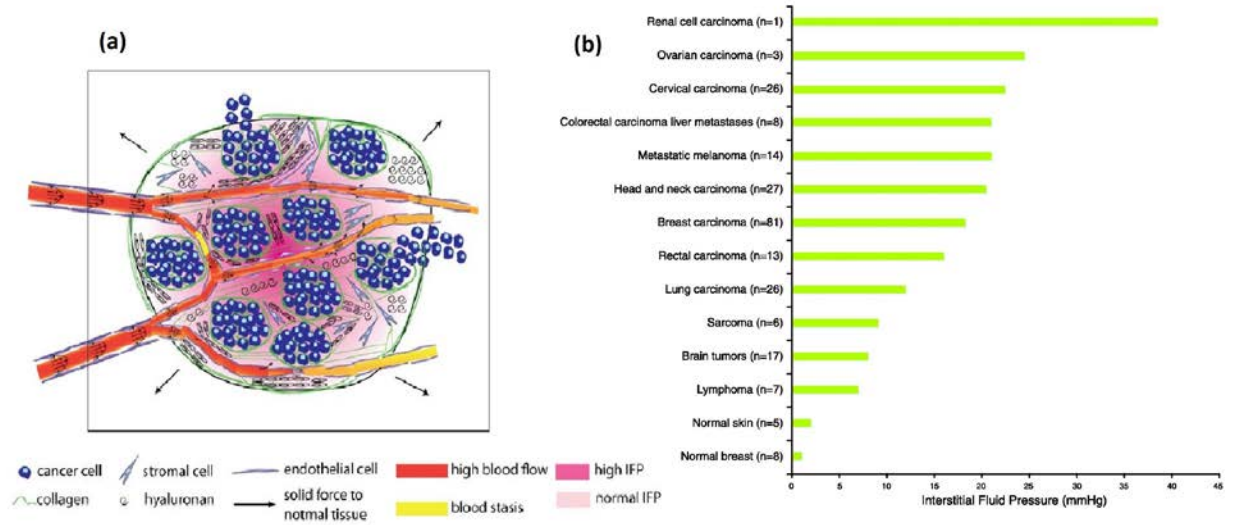 (a)
cancer cell
stromal cell
endothelial cell
high blood flow
high IFP
collagen
hyaluronan
solid force to
notmal tissue
blood stasis
normal IFP
(b)
Renal cell carcinoma (n=1)
Ovarian carcinoma (n=3)
Cervical carcinoma (n=26)
Colorectal carcinoma liver metastases (n=8)
Metastatic melanoma (n=14)
Head and neck carcinoma (n=27)
Breast carcinoma (n=81)
Rectal carcinoma (n=13)
Lung carcinoma (n=26)
Sarcoma (n=6)
Brain tumors (n=17)
Lymphoma (n=7)
Normal skin (n=5)
Normal breast (n=8)
0 5 10 15 20 25 30 35 40 45
Interstitial Fluid Pressure (mmHg)